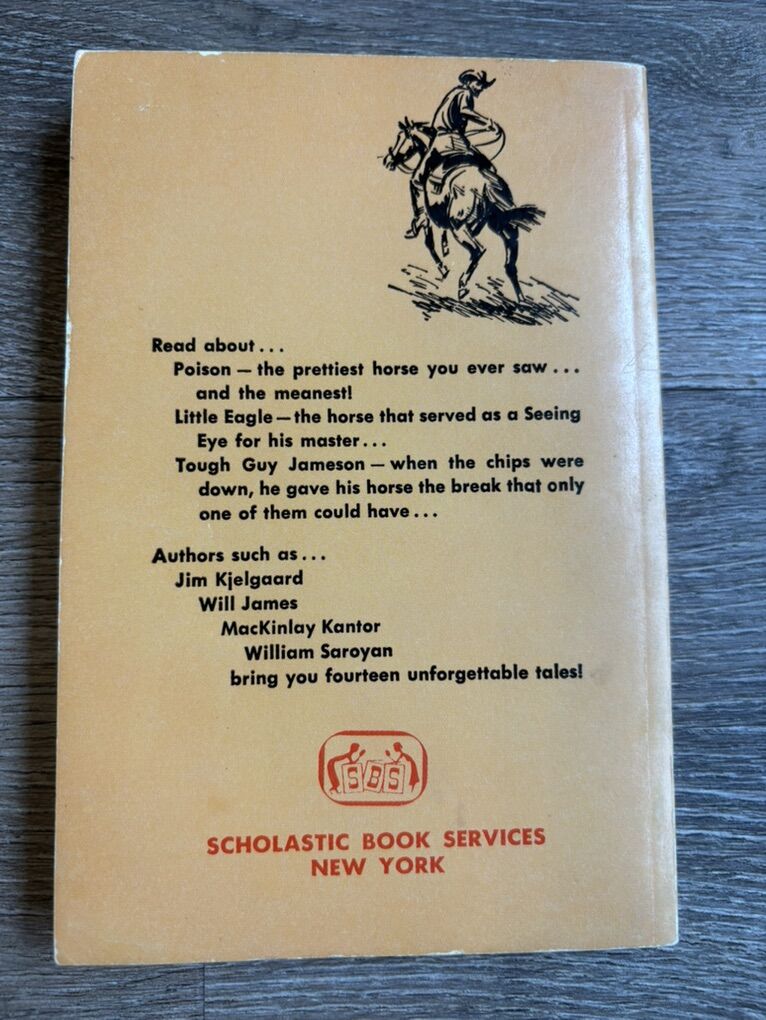 Read about...
Poison — the prettiest horse you ever saw...
and the meanest!
Little Eagle — the horse that served as a Seeing
Eye for his master...
Tough Guy Jameson — when the chips were
down, he gave his horse the break that only
one of them could have...
Authors such as...
Jim Kjelgaard
Will James
MacKinlay Kantor
William Saroyan
bring you fourteen unforgettable tales!
SBS
SCHOLASTIC BOOK SERVICES
NEW YORK